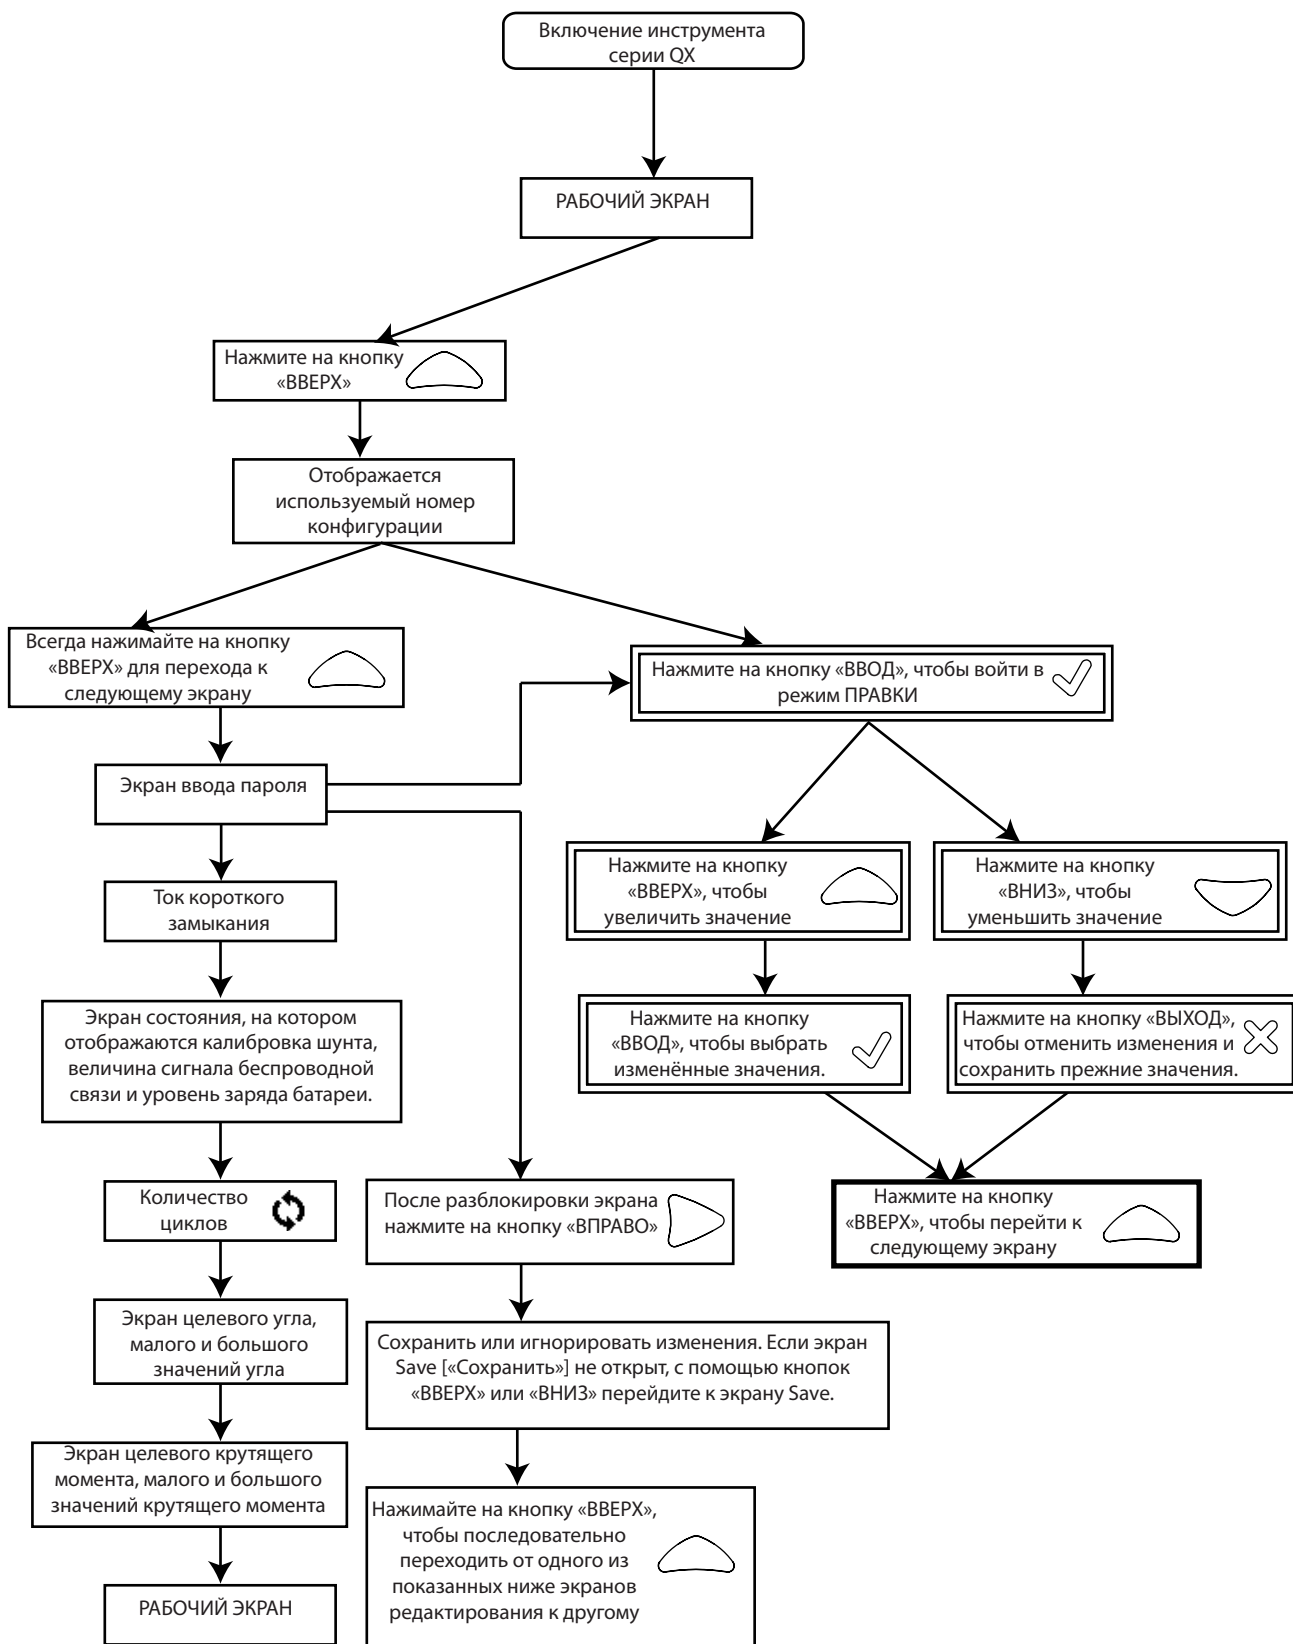 Включение инструмента
серии QX
РАБОЧИЙ ЭКРАН
Нажмите на кнопку
«ВВЕРХ»
Отображается
используемый номер
конфигурации
Всегда нажимайте на кнопку
«ВВЕРХ» для перехода к
следующему экрану
Нажмите на кнопку «ВВОД», чтобы войти в
режим ПРАВКИ
Экран ввода пароля
Нажмите на кнопку
«ВВЕРХ», чтобы
увеличить значение
Нажмите на кнопку
«ВНИЗ», чтобы
уменьшить значение
Ток короткого
замыкания
Экран состояния, на котором
отображаются калибровка шунта,
величина сигнала беспроводной
связи и уровень заряда батареи.
Нажмите на кнопку
«ВВОД», чтобы выбрать
изменённые значения.
Нажмите на кнопку «ВЫХОД»,
чтобы отменить изменения и
сохранить прежние значения.
Количество
циклов
После разблокировки экрана
нажмите на кнопку «ВПРАВО»
Нажмите на кнопку
«ВВЕРХ», чтобы перейти к
следующему экрану
Экран целевого угла,
малого и большого
значений угла
Сохранить или игнорировать изменения. Если экран
Save [«Сохранить»] не открыт, с помощью кнопок
«ВВЕРХ» или «ВНИЗ» перейдите к экрану Save.
Экран целевого крутящего
момента, малого и большого
значений крутящего момента
Нажимайте на кнопку «ВВЕРХ»,
чтобы последовательно
переходить от одного из
показанных ниже экранов
редактирования к другому
РАБОЧИЙ ЭКРАН